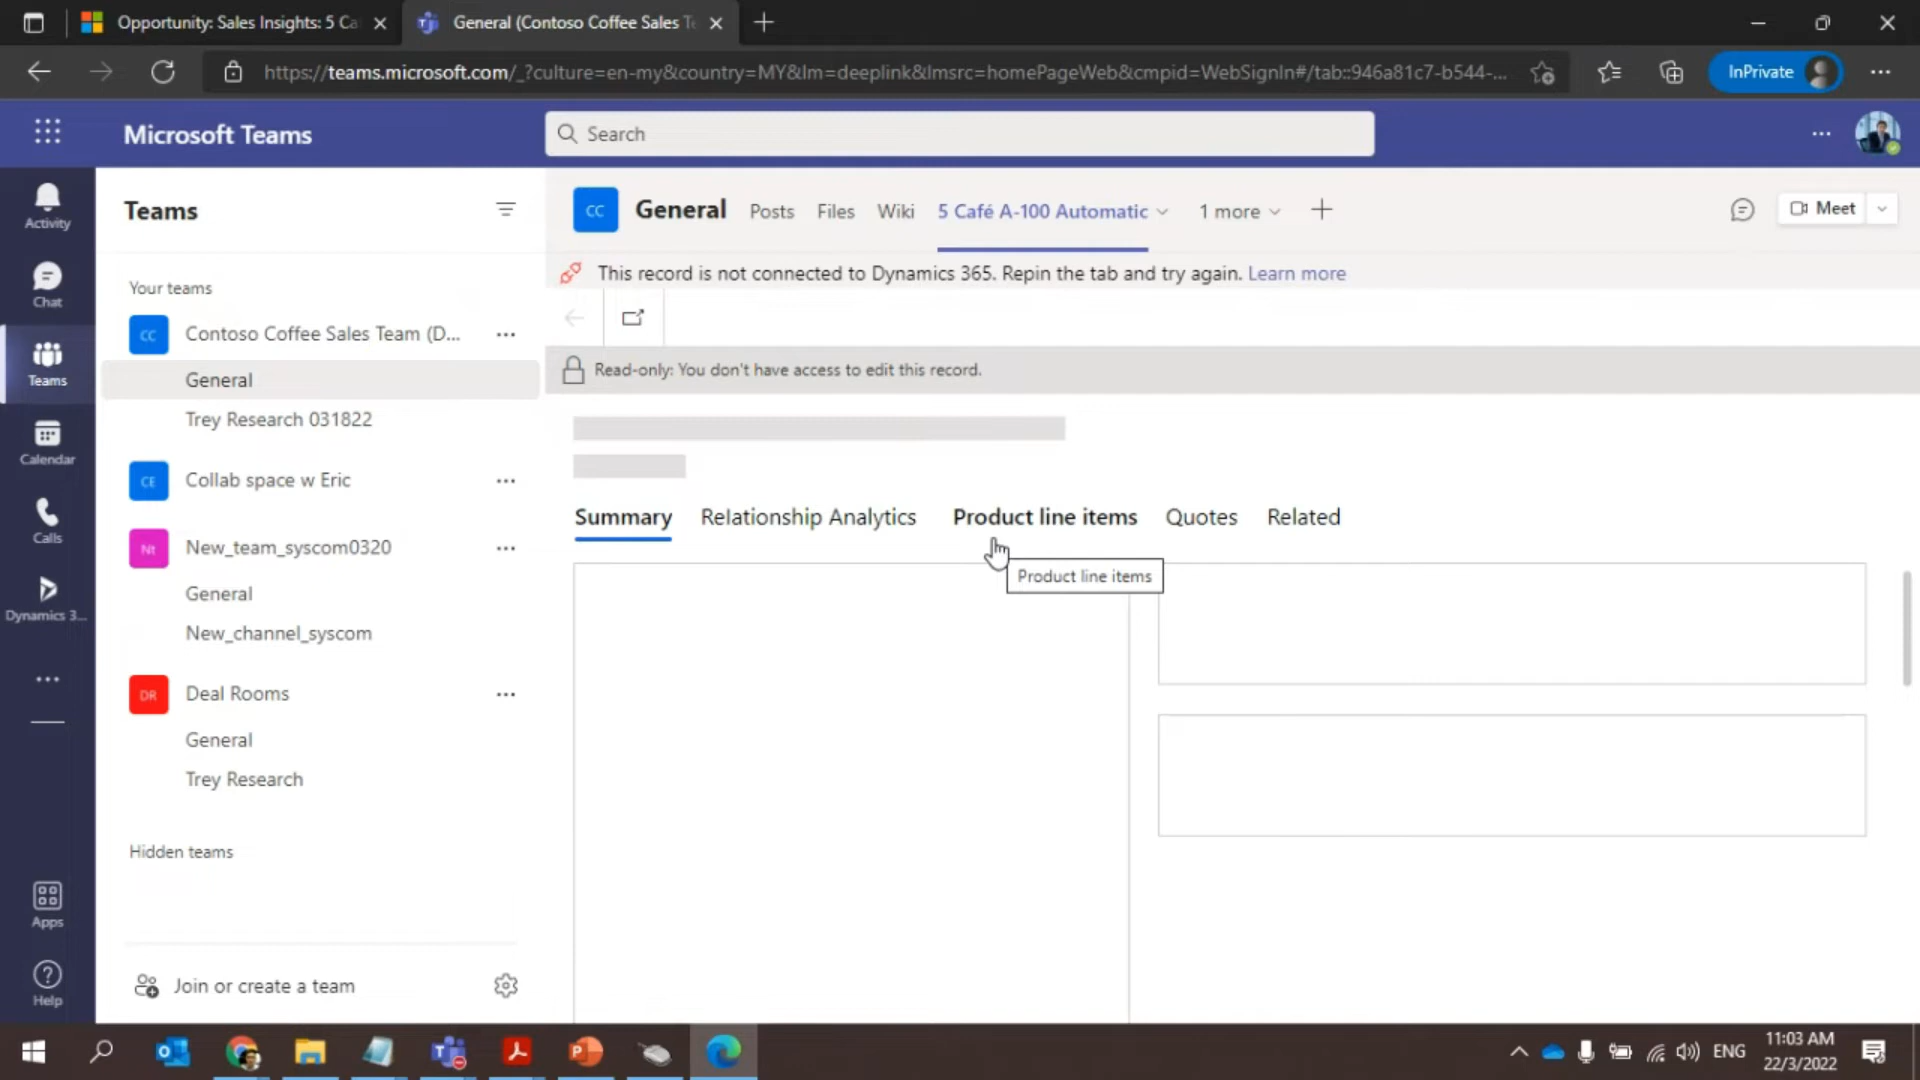 Opportunity: Sales Insights: 5 Ca
General (Contoso Coffee Sales Te
https://teams.microsoft.com/_?culture=en-my&country=MY&lm=deeplink&lmsrc=homePageWeb&cmpid=WebSignIn#/tab::946a81c7-b544-...
InPrivate
Microsoft Teams
Search
Activity
Chat
Teams
Calendar
Calls
Dynamics 3...
Apps
Help
Teams
Your teams
CC
Contoso Coffee Sales Team (D...
General
Trey Research 031822
CE
Collab space w Eric
Nt
New_team_syscom0320
General
New_channel_syscom
DR
Deal Rooms
General
Trey Research
Hidden teams
Join or create a team
CC
General
Posts
Files
Wiki
5 Café A-100 Automatic
1 more
Meet
This record is not connected to Dynamics 365. Repin the tab and try again. Learn more
Read-only: You don't have access to edit this record.
Summary
Relationship Analytics
Product line items
Quotes
Related
Product line items
ENG
11:03 AM
22/3/2022